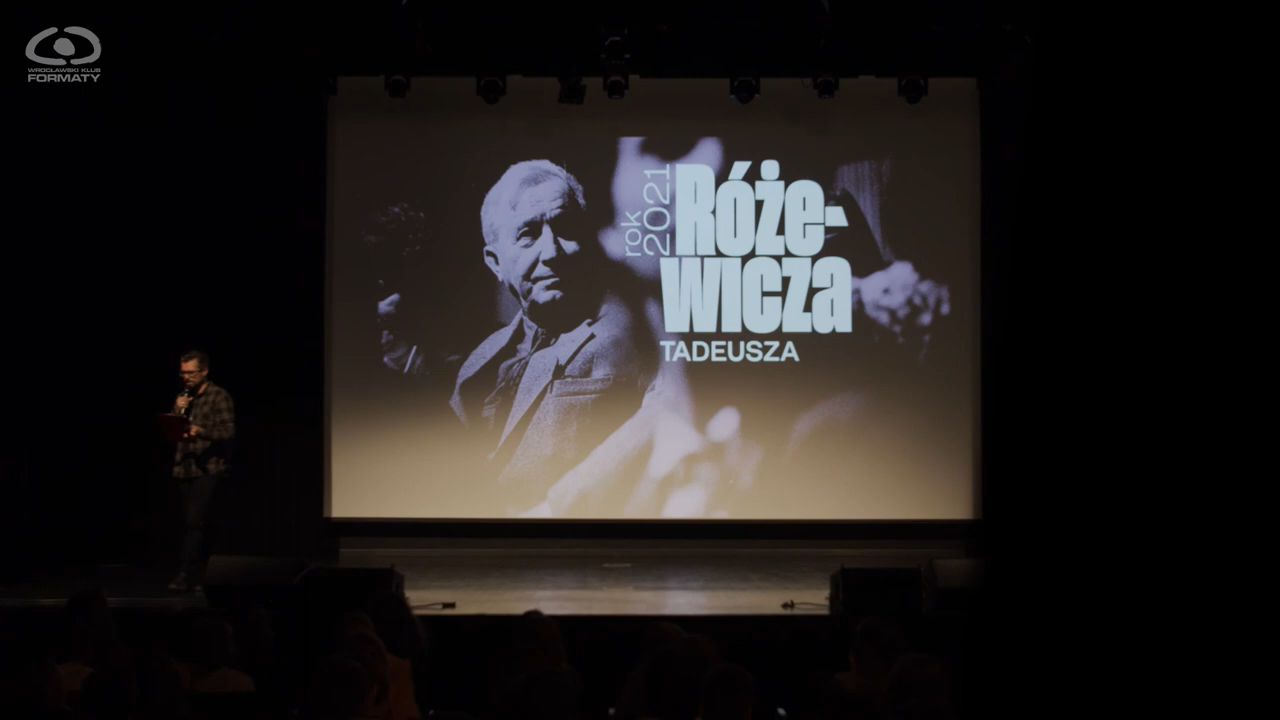 WROCŁAWSKI KLUB
FORMATY
rok
2021
Róże-
wicza
TADEUSZA